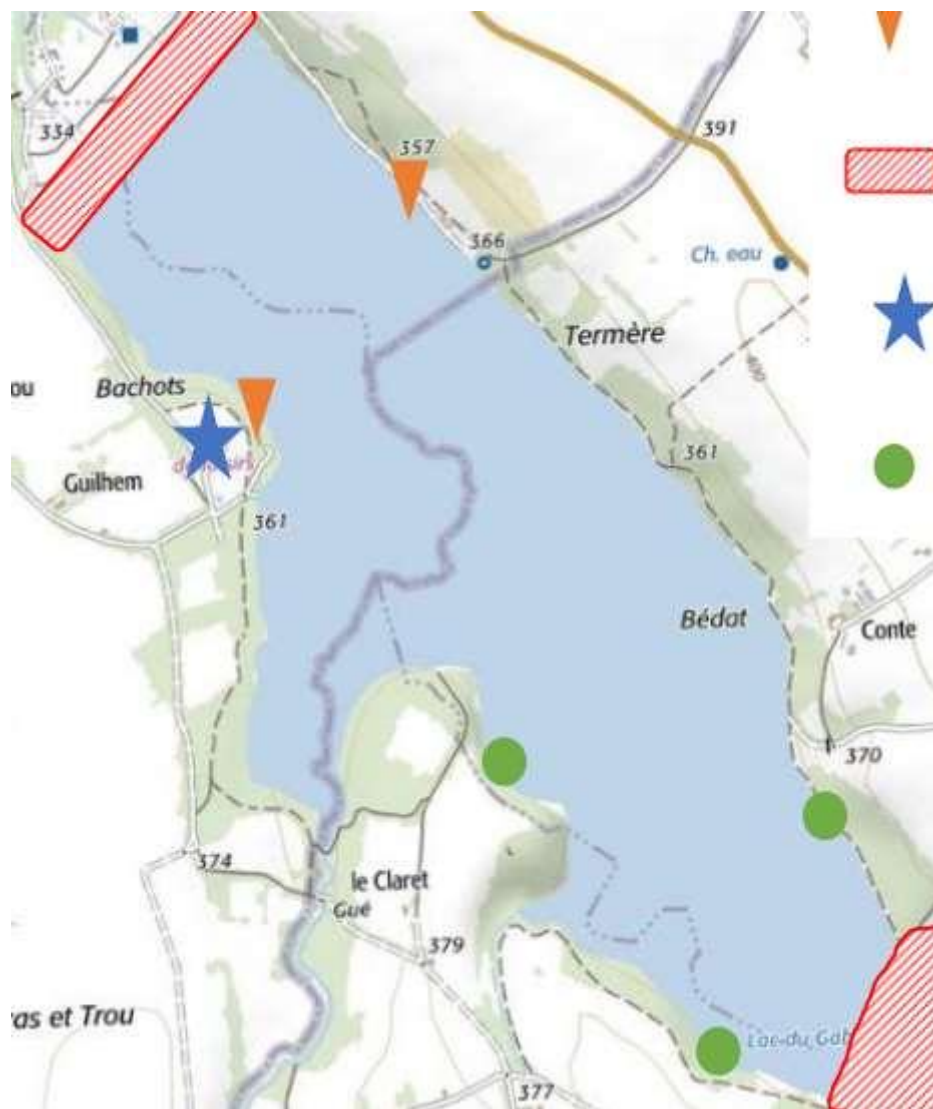 334
357
391
366
Ch. eau
Termère
400
ou
Bachots
361
Guilhem
361
Bédat
Conte
370
374
le Claret
Gué
379
as et Trou
Lac du Gab
377